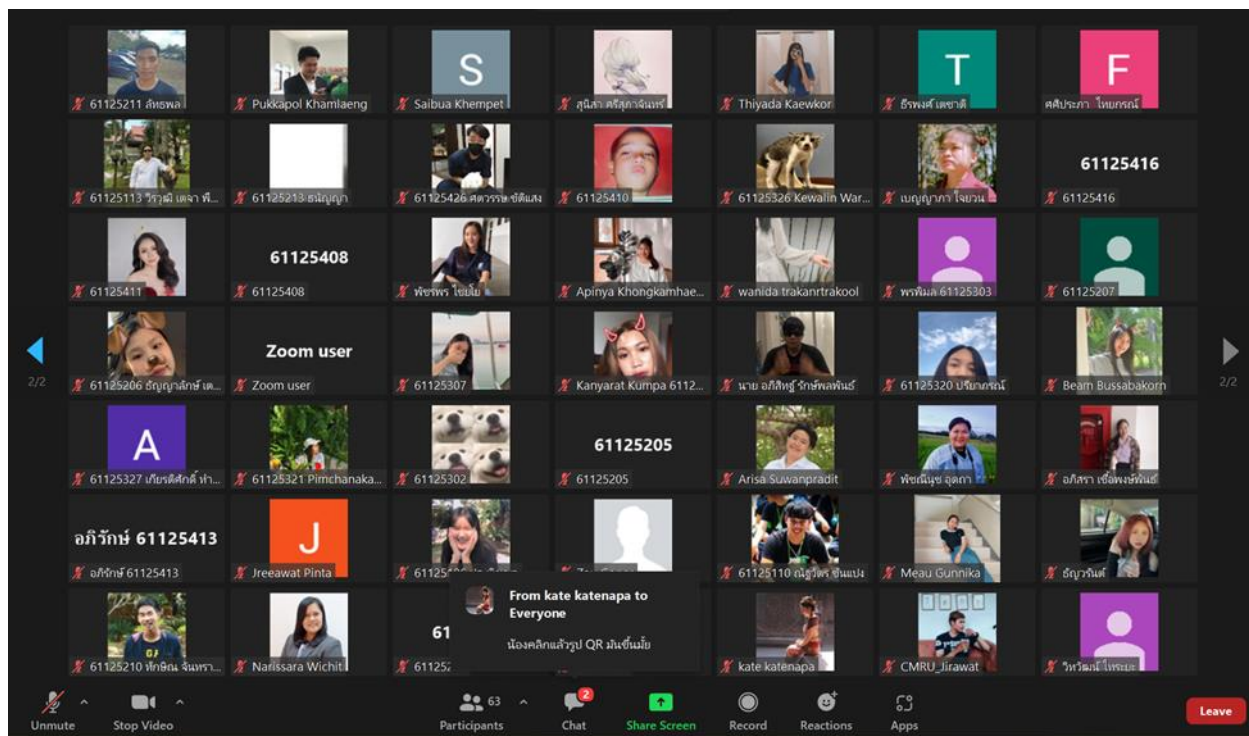 S
T
F
61125211 ลัทธพล
Pukkapol Khamlaeng
Saibua Khempet
สุนิสา ศรีสุภาจันทร์
Thiyada Kaewkor
ธีรพงศ์ เตชาติ
ศศิประภา ไทยกรณ์
61125416
61125113 วีรวุฒิ เตจา พี...
61125213 ธนัญญา
61125426 ศตวรรษ ขัติแสง
61125410
61125326 Kewalin War...
เบญญาภา ใจยวน
61125416
61125408
61125411
61125408
พัชรพร ไชยโย
Apinya Khongkamhae...
wanida trakanrtrakool
พรพิมล 61125303
61125207
Zoom user
2/2
61125206 ธัญญาลักษ์ เต...
Zoom user
61125307
Kanyarat Kumpa 6112...
นาย อภิสิทธิ์ รักษ์พลพันธ์
61125320 ปรียาภรณ์
Beam Bussabakorn
2/2
A
61125205
61125327 เกียรติศักดิ์ ทำ...
61125321 Pimchanaka...
61125302
61125205
Arisa Suwanpradit
พัชณีนุช อุดถา
อภิสรา เชื้อพงษ์พันธ์
อภิรักษ์ 61125413
J
อภิรักษ์ 61125413
Jreeawat Pinta
61125110 ณัฐวัตร ขันแปง
Meau Gunnika
ธัญวรันต์
From kate katenapa to
Everyone
น้องคลิกแล้วรูป QR มันขึ้นมั้ย
61125210 ทักษิณ จันทรา...
Narissara Wichit
kate katenapa
CMRU_Jirawat
วิทวัฒน์ ไทระยะ
Unmute
Stop Video
63
Participants
2
Chat
Share Screen
Record
Reactions
Apps
Leave